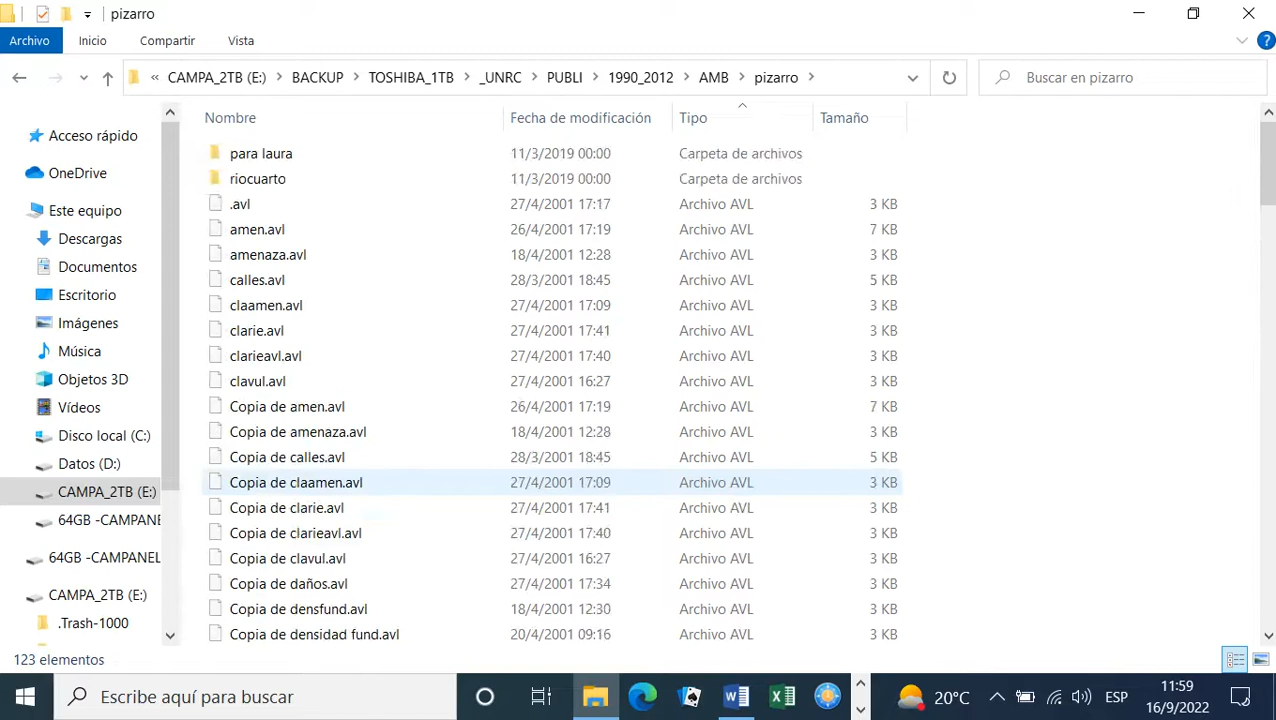 pizarro
Archivo Inicio Compartir Vista
« CAMPA_2TB (E:) > BACKUP > TOSHIBA_1TB > _UNRC > PUBLI > 1990_2012 > AMB > pizarro > Buscar en pizarro
Nombre Fecha de modificación Tipo Tamaño
Acceso rápido
OneDrive
Este equipo
Descargas
Documentos
Escritorio
Imágenes
Música
Objetos 3D
Vídeos
Disco local (C:)
Datos (D:)
CAMPA_2TB (E:)
64GB -CAMPANE
64GB -CAMPANEL
CAMPA_2TB (E:)
.Trash-1000
para laura 11/3/2019 00:00 Carpeta de archivos
riocuarto 11/3/2019 00:00 Carpeta de archivos
.avl 27/4/2001 17:17 Archivo AVL 3 KB
amen.avl 26/4/2001 17:19 Archivo AVL 7 KB
amenaza.avl 18/4/2001 12:28 Archivo AVL 3 KB
calles.avl 28/3/2001 18:45 Archivo AVL 5 KB
claamen.avl 27/4/2001 17:09 Archivo AVL 3 KB
clarie.avl 27/4/2001 17:41 Archivo AVL 3 KB
clarieavl.avl 27/4/2001 17:40 Archivo AVL 3 KB
clavul.avl 27/4/2001 16:27 Archivo AVL 3 KB
Copia de amen.avl 26/4/2001 17:19 Archivo AVL 7 KB
Copia de amenaza.avl 18/4/2001 12:28 Archivo AVL 3 KB
Copia de calles.avl 28/3/2001 18:45 Archivo AVL 5 KB
Copia de claamen.avl 27/4/2001 17:09 Archivo AVL 3 KB
Copia de clarie.avl 27/4/2001 17:41 Archivo AVL 3 KB
Copia de clarieavl.avl 27/4/2001 17:40 Archivo AVL 3 KB
Copia de clavul.avl 27/4/2001 16:27 Archivo AVL 3 KB
Copia de daños.avl 27/4/2001 17:34 Archivo AVL 3 KB
Copia de densfund.avl 18/4/2001 12:30 Archivo AVL 3 KB
Copia de densidad fund.avl 20/4/2001 09:16 Archivo AVL 3 KB
123 elementos
Escribe aquí para buscar 20°C ESP 11:59
16/9/2022